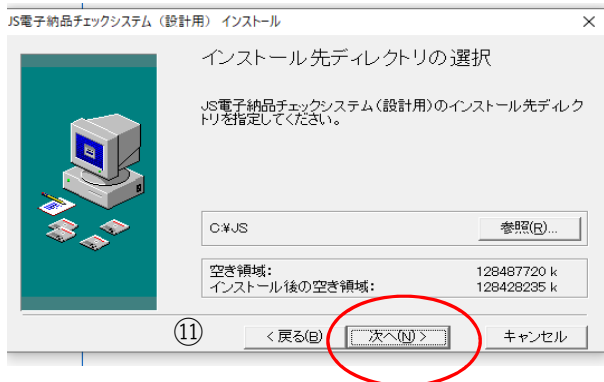 JS電子納品チェックシステム（設計用） インストール
インストール先ディレクトリの選択
JS電子納品チェックシステム(設計用)のインストール先ディレク
トリを指定してください。
C:¥JS 参照(R)...
空き領域: 128487720 k
インストール後の空き領域: 128428235 k
⑪ < 戻る(B) 次へ(N) > キャンセル